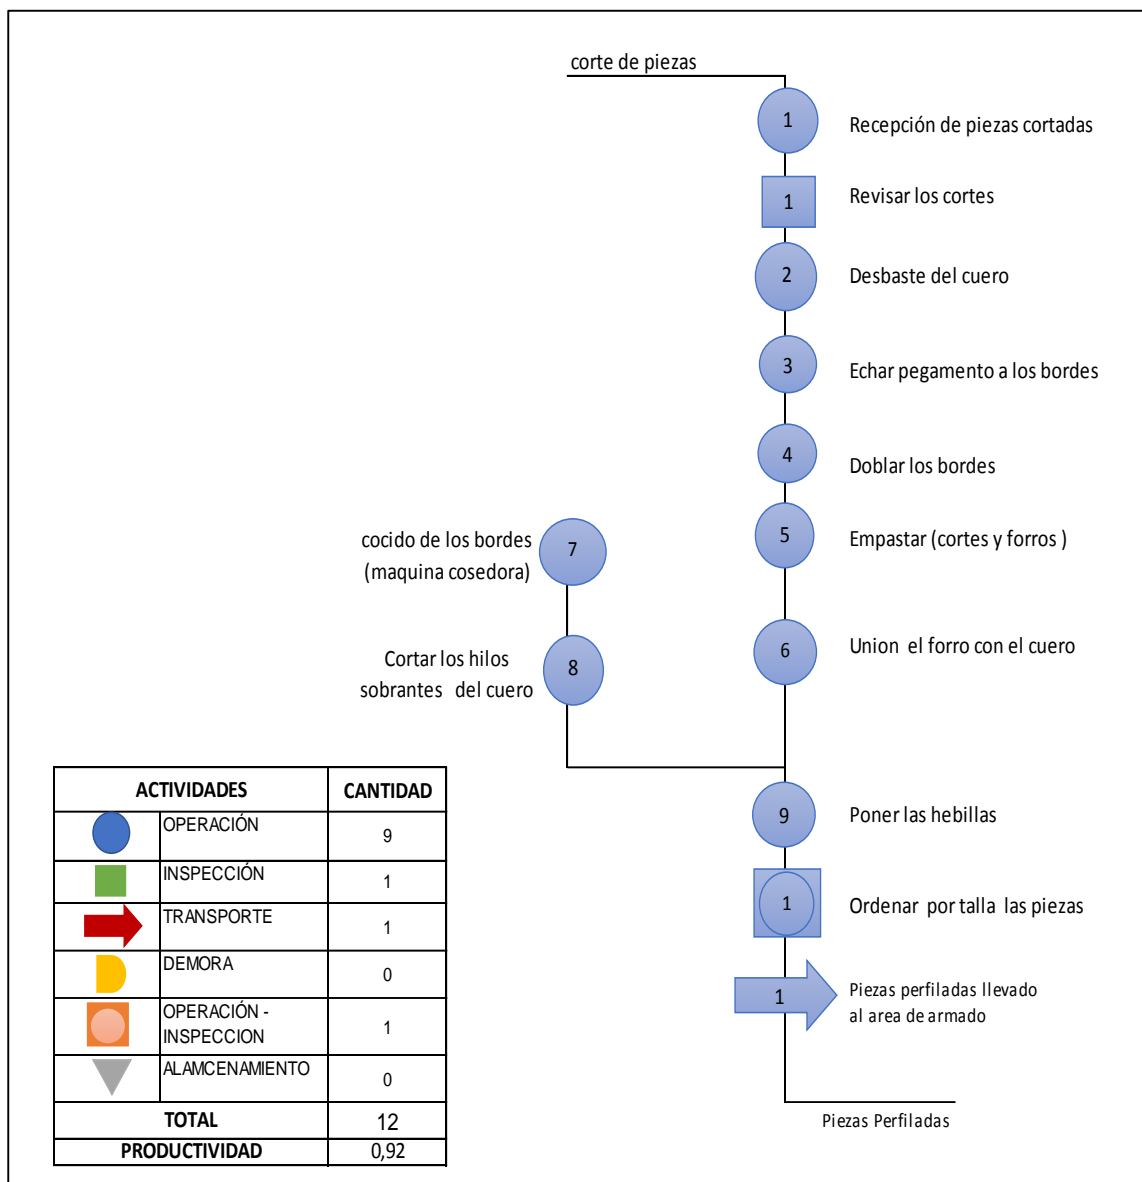 corte de piezas
1
Recepción de piezas cortadas
1
Revisar los cortes
2
Desbaste del cuero
3
Echar pegamento a los bordes
4
Doblar los bordes
5
Empastar (cortes y forros )
cocido de los bordes
(maquina cosedora)
7
6
Union el forro con el cuero
Cortar los hilos
sobrantes del cuero
8
9
Poner las hebillas
1
Ordenar por talla las piezas
1
Piezas perfiladas llevado
al area de armado
Piezas Perfiladas
ACTIVIDADES CANTIDAD
OPERACIÓN 9
INSPECCIÓN 1
TRANSPORTE 1
DEMORA 0
OPERACIÓN -
INSPECCION 1
ALAMCENAMIENTO 0
TOTAL 12
PRODUCTIVIDAD 0,92